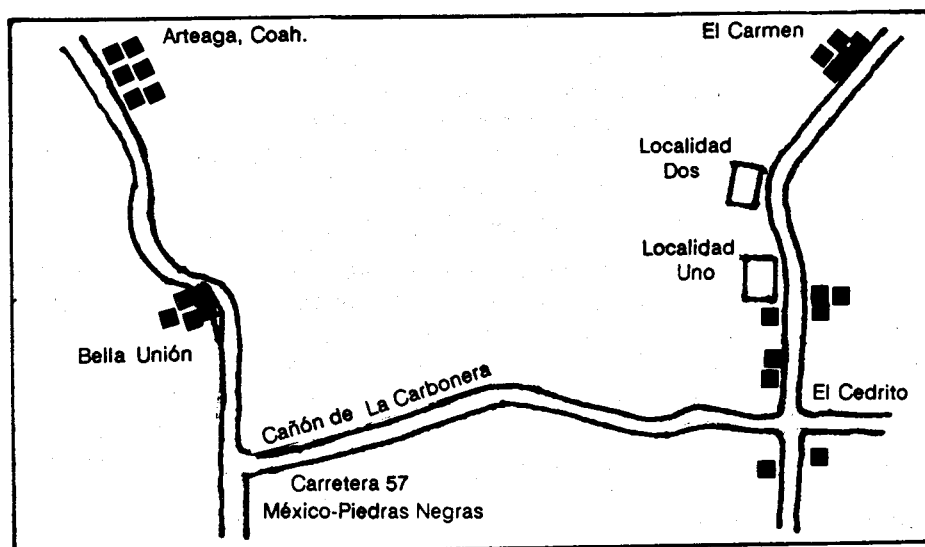 Arteaga, Coah.
El Carmen
Localidad
Dos
Localidad
Uno
Bella Unión
Cañón de La Carbonera
El Cedrito
Carretera 57
México-Piedras Negras